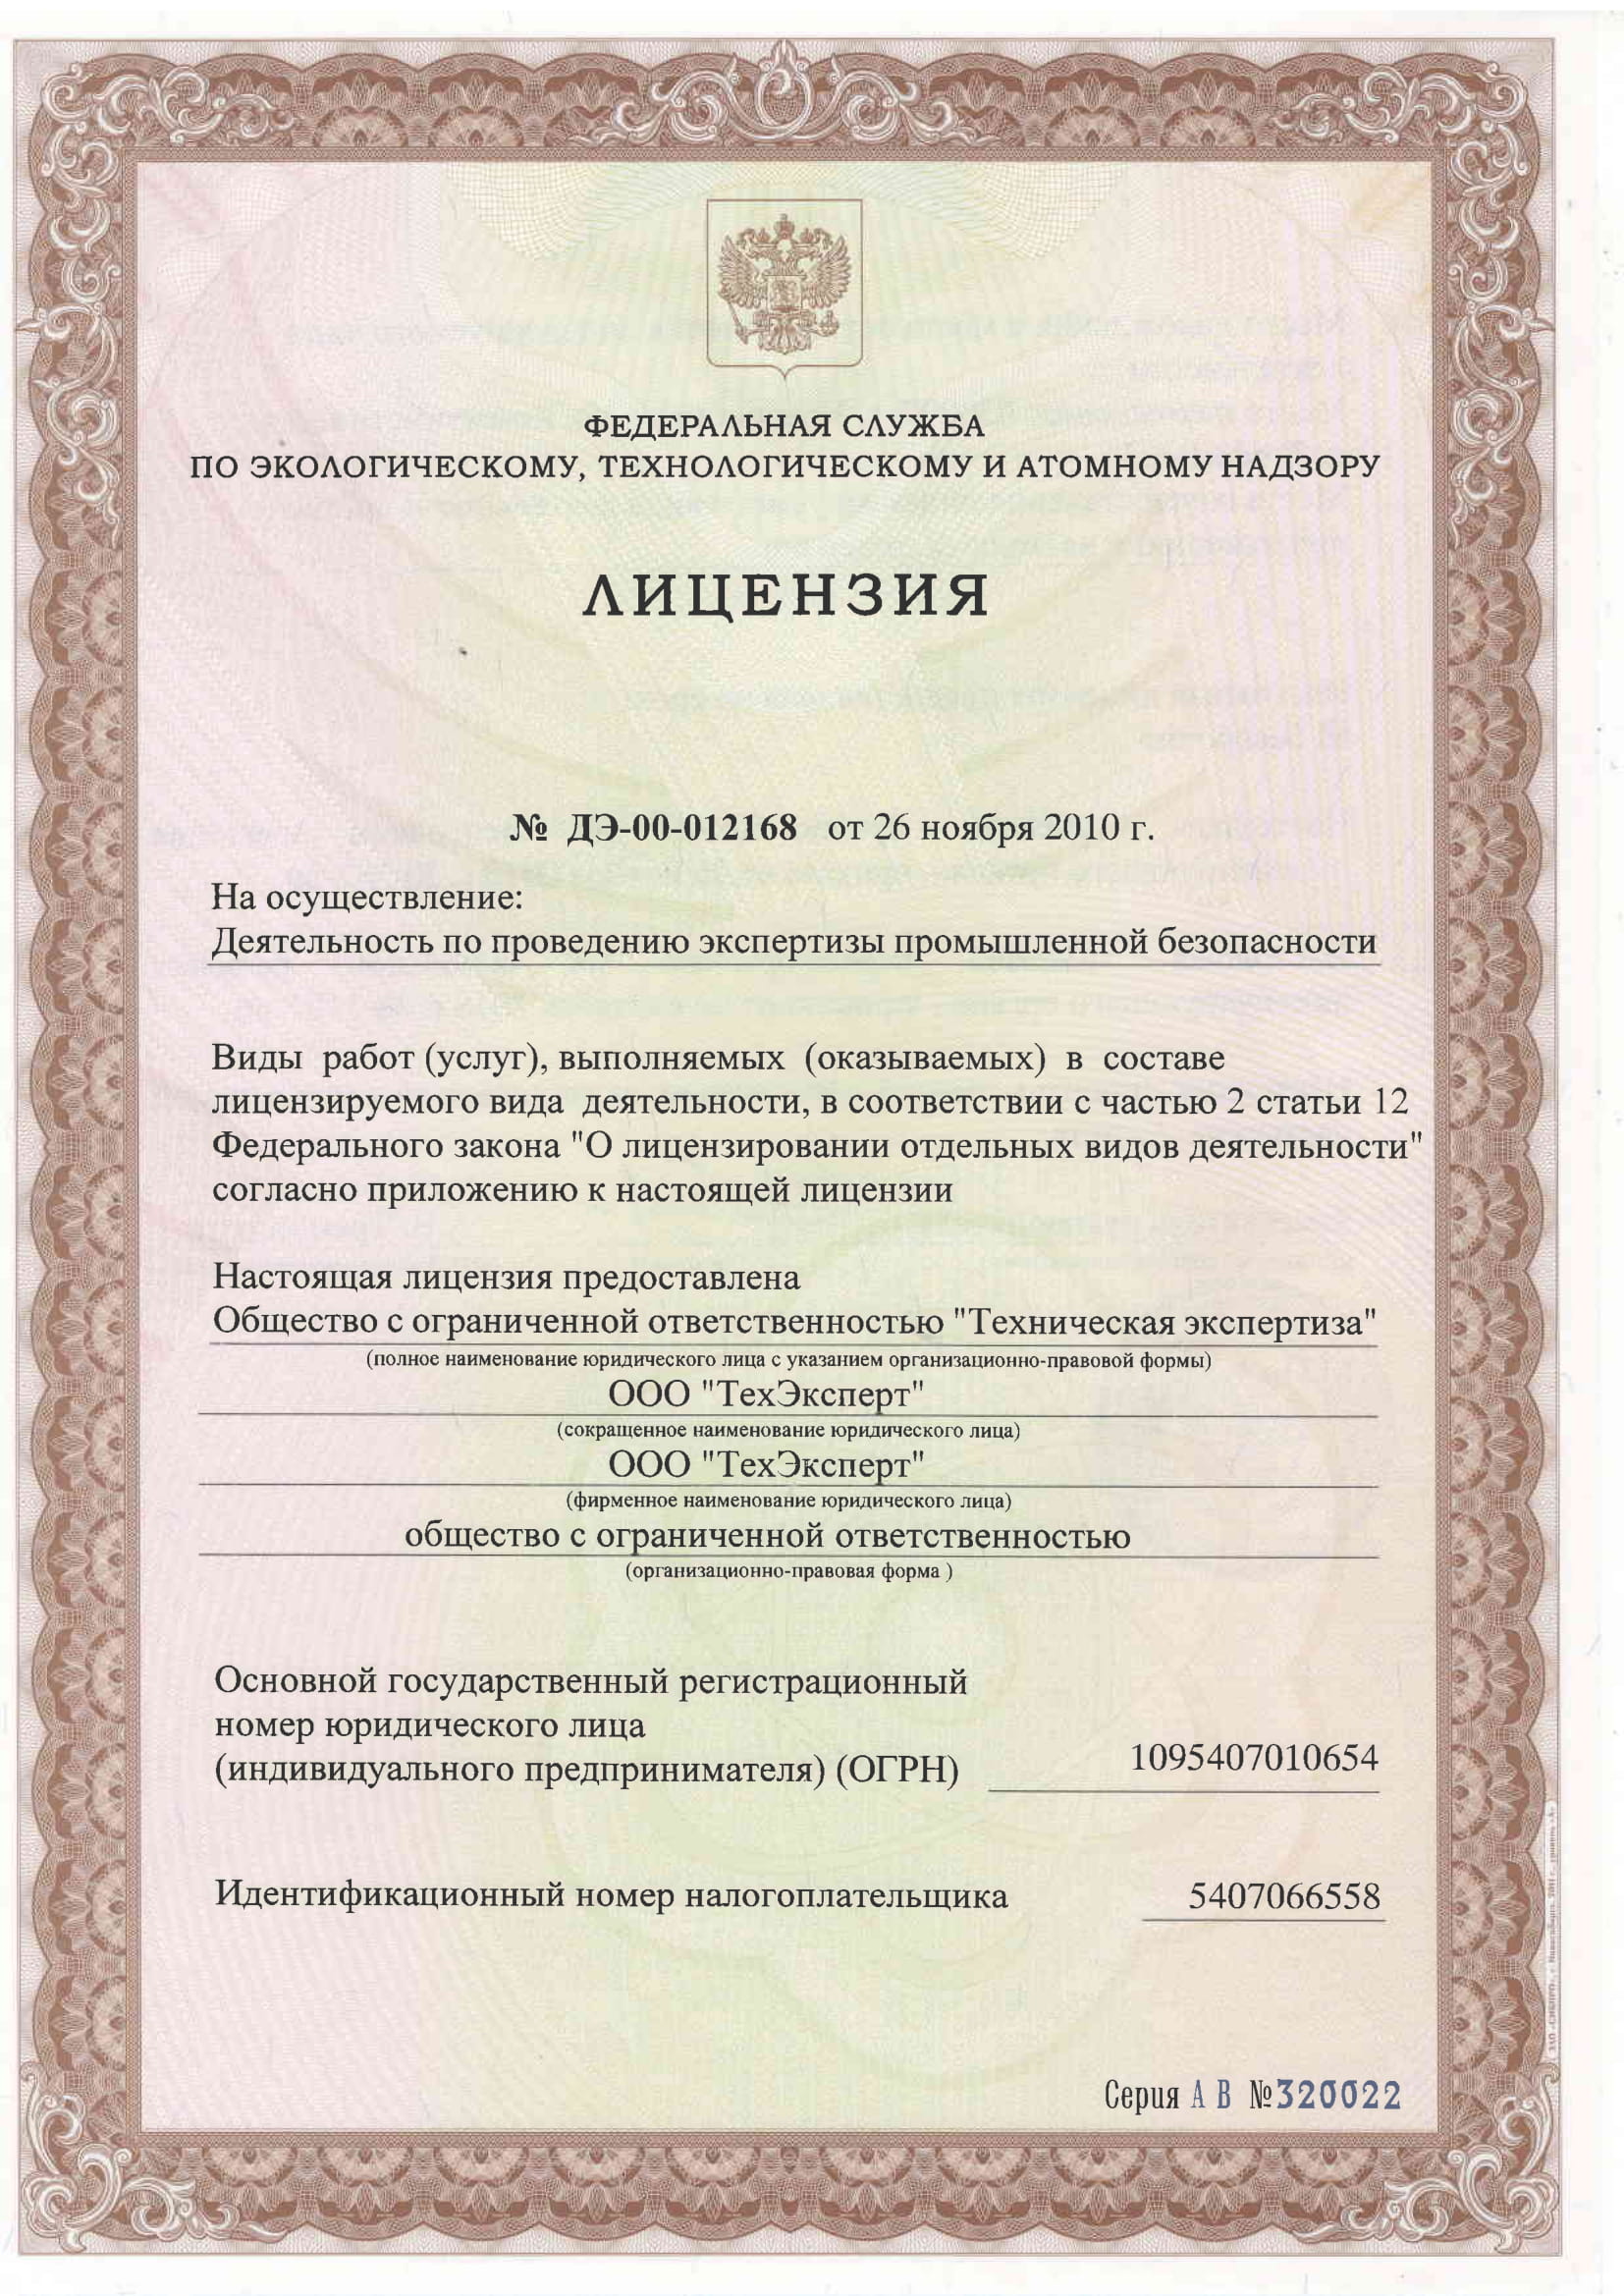 ФЕДЕРАЛЬНАЯ СЛУЖБА
ПО ЭКОЛОГИЧЕСКОМУ, ТЕХНОЛОГИЧЕСКОМУ И АТОМНОМУ НАДЗОРУ
ЛИЦЕНЗИЯ
№ ДЭ-00-012168 от 26 ноября 2010 г.
На осуществление:
Деятельность по проведению экспертизы промышленной безопасности
Виды работ (услуг), выполняемых (оказываемых) в составе
лицензируемого вида деятельности, в соответствии с частью 2 статьи 12
Федерального закона "О лицензировании отдельных видов деятельности"
согласно приложению к настоящей лицензии
Настоящая лицензия предоставлена
Общество с ограниченной ответственностью "Техническая экспертиза"
(полное наименование юридического лица с указанием организационно-правовой формы)
ООО "ТехЭксперт"
(сокращенное наименование юридического лица)
ООО "ТехЭксперт"
(фирменное наименование юридического лица)
общество с ограниченной ответственностью
(организационно-правовая форма )
Основной государственный регистрационный
номер юридического лица
(индивидуального предпринимателя) (ОГРН) 1095407010654
Идентификационный номер налогоплательщика 5407066558
Серия А В №320022